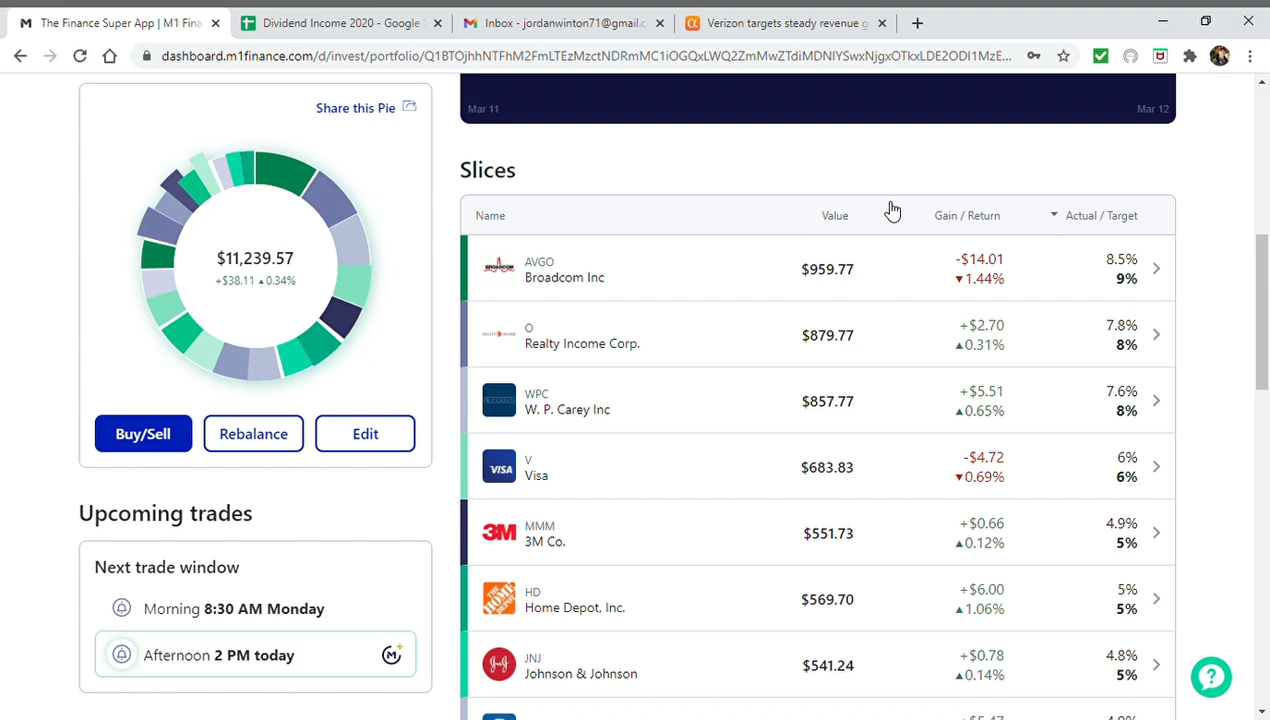 The Finance Super App | M1 Fina
Dividend Income 2020 - Google
Inbox - jordanwinton71@gmail.c
Verizon targets steady revenue g
dashboard.m1finance.com/d/invest/portfolio/Q1BTOjhhNTFhM2FmLTEzMzctNDRmMC1iOGQxLWQ2ZmMwZTdiMDNlYSwxNjgxOTkxLDE2ODI1MzE...
Share this Pie
$11,239.57
+$38.11 ▲0.34%
Buy/Sell
Rebalance
Edit
Upcoming trades
Next trade window
Morning 8:30 AM Monday
Afternoon 2 PM today
Mar 11
Mar 12
Slices
Name Value Gain / Return Actual / Target
AVGO
Broadcom Inc
BROADCOM
$959.77
-$14.01
▼1.44%
8.5%
9%
O
Realty Income Corp.
$879.77
+$2.70
▲0.31%
7.8%
8%
WPC
W. P. Carey Inc
$857.77
+$5.51
▲0.65%
7.6%
8%
VISA
V
Visa
$683.83
-$4.72
▼0.69%
6%
6%
3M
MMM
3M Co.
$551.73
+$0.66
▲0.12%
4.9%
5%
THE HOME DEPOT
HD
Home Depot, Inc.
$569.70
+$6.00
▲1.06%
5%
5%
JNJ
Johnson & Johnson
$541.24
+$0.78
▲0.14%
4.8%
5%